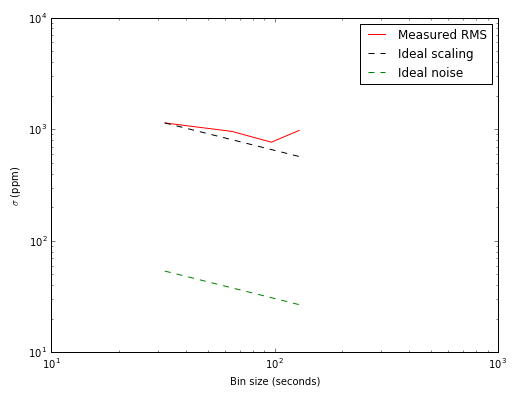 Measured RMS
Ideal scaling
Ideal noise
10^4
10^3
10^2
10^1
σ (ppm)
10^1
10^2
10^3
Bin size (seconds)